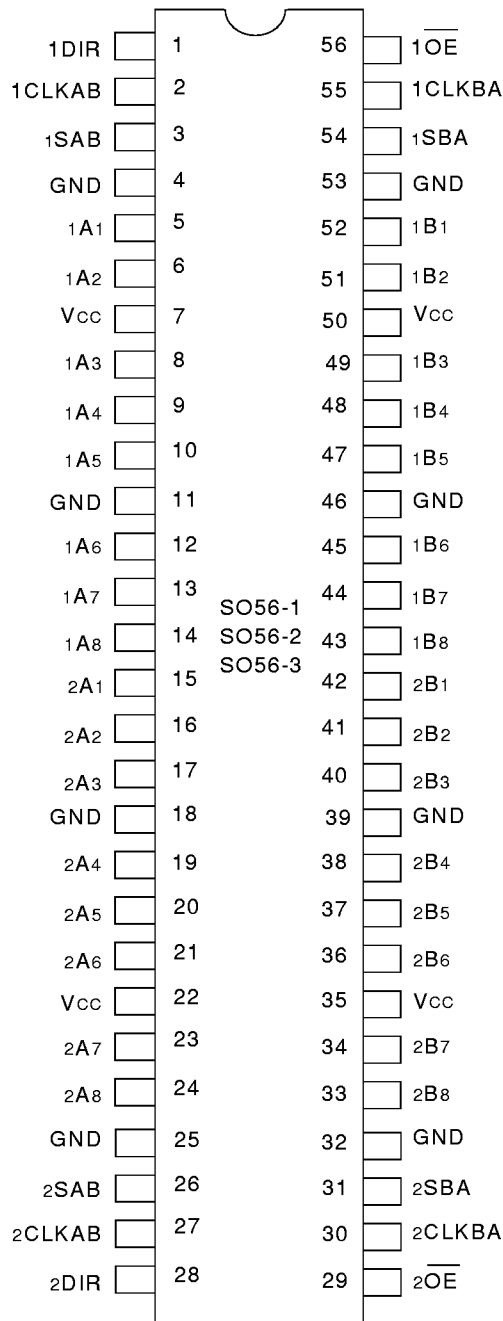 1DIR 1 56 1O̅E̅
1CLKAB 2 55 1CLKBA
1SAB 3 54 1SBA
GND 4 53 GND
1A1 5 52 1B1
1A2 6 51 1B2
VCC 7 50 VCC
1A3 8 49 1B3
1A4 9 48 1B4
1A5 10 47 1B5
GND 11 46 GND
1A6 12 45 1B6
1A7 13 44 1B7
SO56-1
1A8 14 SO56-2 43 1B8
SO56-3
2A1 15 42 2B1
2A2 16 41 2B2
2A3 17 40 2B3
GND 18 39 GND
2A4 19 38 2B4
2A5 20 37 2B5
2A6 21 36 2B6
VCC 22 35 VCC
2A7 23 34 2B7
2A8 24 33 2B8
GND 25 32 GND
2SAB 26 31 2SBA
2CLKAB 27 30 2CLKBA
2DIR 28 29 2O̅E̅